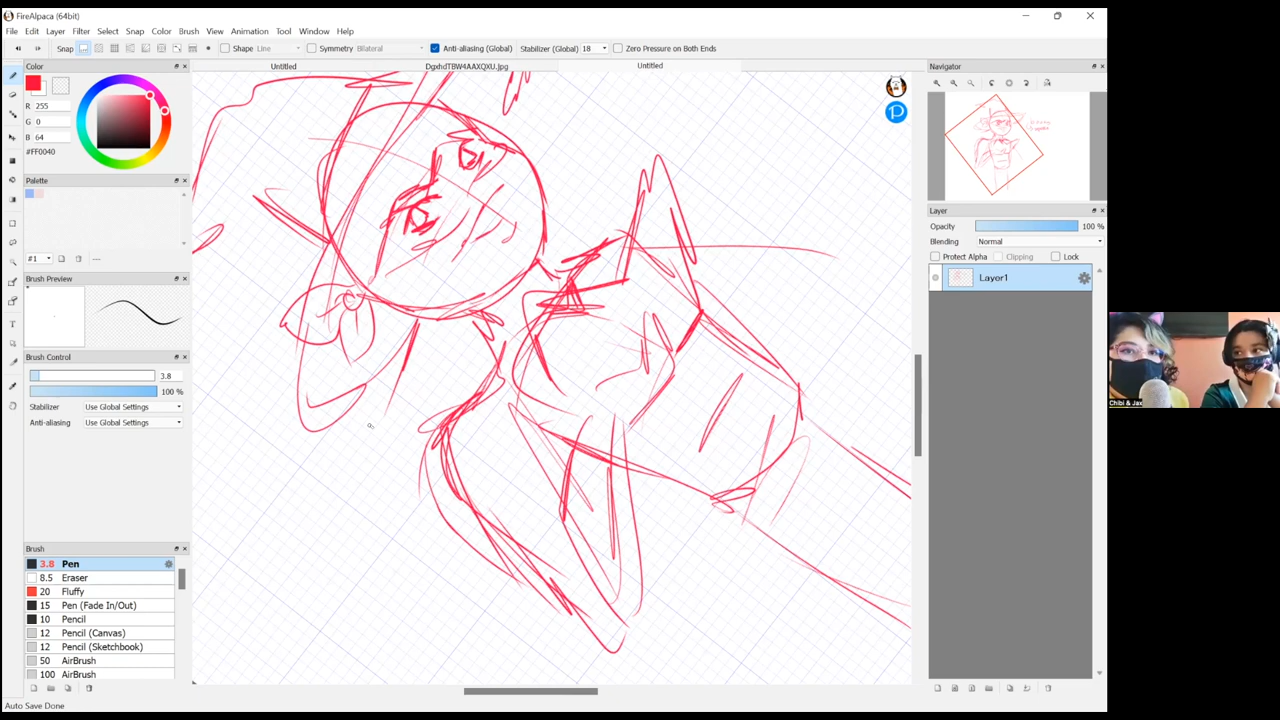 FireAlpaca (64bit)
File Edit Layer Filter Select Snap Color Brush Animation Tool Window Help
Snap Shape Line Symmetry Bilateral Anti-aliasing (Global) Stabilizer (Global) 18 Zero Pressure on Both Ends
Color
Untitled DgxhdTBW4AAXQXU.jpg Untitled
Navigator
R 255
G 0
B 64
#FF0040
Palette
#1
---
Layer
Opacity 100 %
Blending Normal
Protect Alpha Clipping Lock
Layer1
Brush Preview
Brush Control
3.8
100 %
Stabilizer Use Global Settings
Anti-aliasing Use Global Settings
Chibi & Jax
Brush
3.8 Pen
8.5 Eraser
20 Fluffy
15 Pen (Fade In/Out)
10 Pencil
12 Pencil (Canvas)
12 Pencil (Sketchbook)
50 AirBrush
100 AirBrush
Auto Save Done